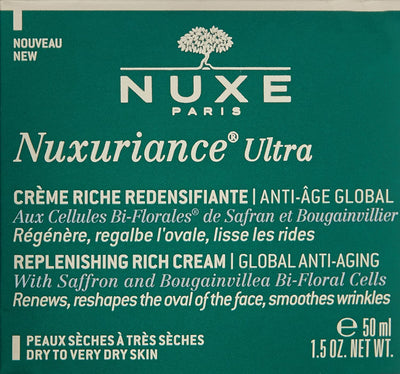 NOUVEAU
NEW
NUXE
PARIS
Nuxuriance® Ultra
CRÈME RICHE REDENSIFIANTE | ANTI-ÂGE GLOBAL
Aux Cellules Bi-Florales® de Safran et Bougainvillier
Régénère, regalbe l'ovale, lisse les rides
REPLENISHING RICH CREAM | GLOBAL ANTI-AGING
With Saffron and Bougainvillea Bi-Floral Cells
Renews, reshapes the oval of the face, smoothes wrinkles
PEAUX SÈCHES À TRÈS SÈCHES
DRY TO VERY DRY SKIN
℮ 50 ml
1.5 OZ. NET WT.